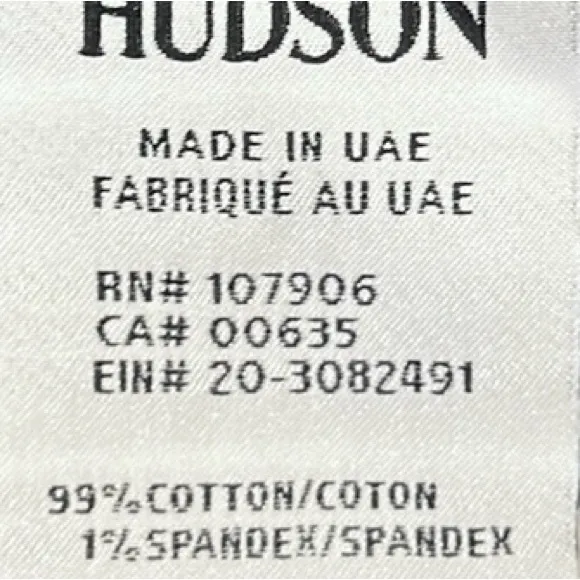 HUDSON
MADE IN UAE
FABRIQUÉ AU UAE
RN# 107906
CA# 00635
EIN# 20-3082491
99% COTTON/COTON
1% SPANDEX/SPANDEX